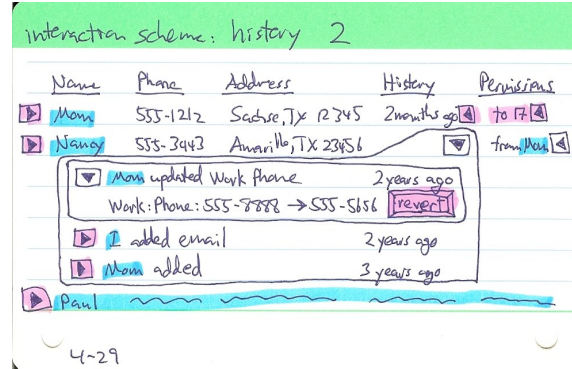 interaction scheme: history 2
Name Phone Address History Permissions
Mom 555-1212 Sachse, TX 12345 2 months ago to 17
Nancy 555-3443 Amarillo, TX 23456 from Mom
Mom updated Work Phone 2 years ago
Work: Phone: 555-8888 → 555-5656 revert
I added email 2 years ago
Mom added 3 years ago
Paul
4-29